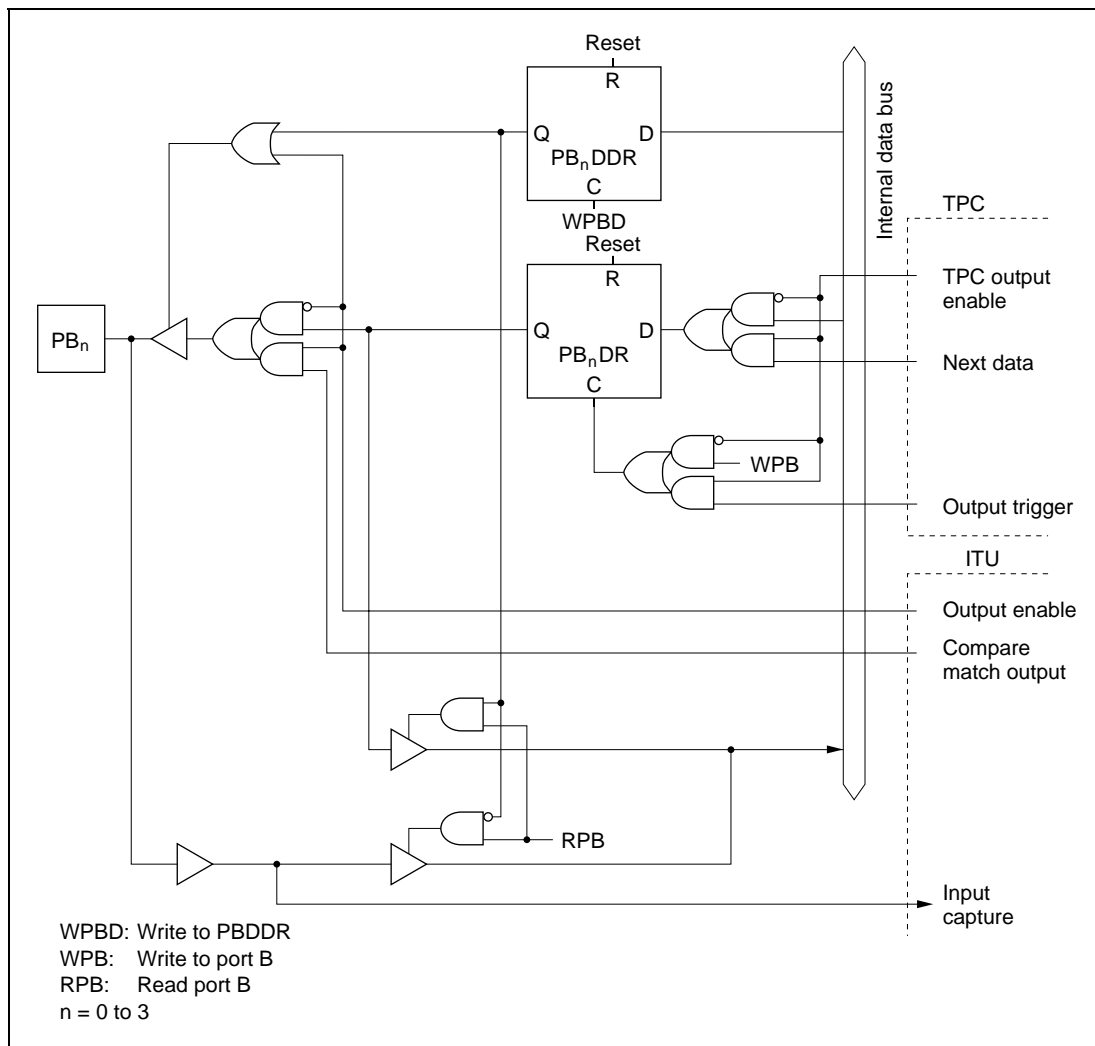 Reset
R
Q
D
PBnDDR
C
WPBD
Internal data bus
TPC
Reset
R
TPC output
enable
PBn
Q
D
PBnDR
C
Next data
WPB
Output trigger
ITU
Output enable
Compare
match output
RPB
Input
capture
WPBD: Write to PBDDR
WPB: Write to port B
RPB: Read port B
n = 0 to 3